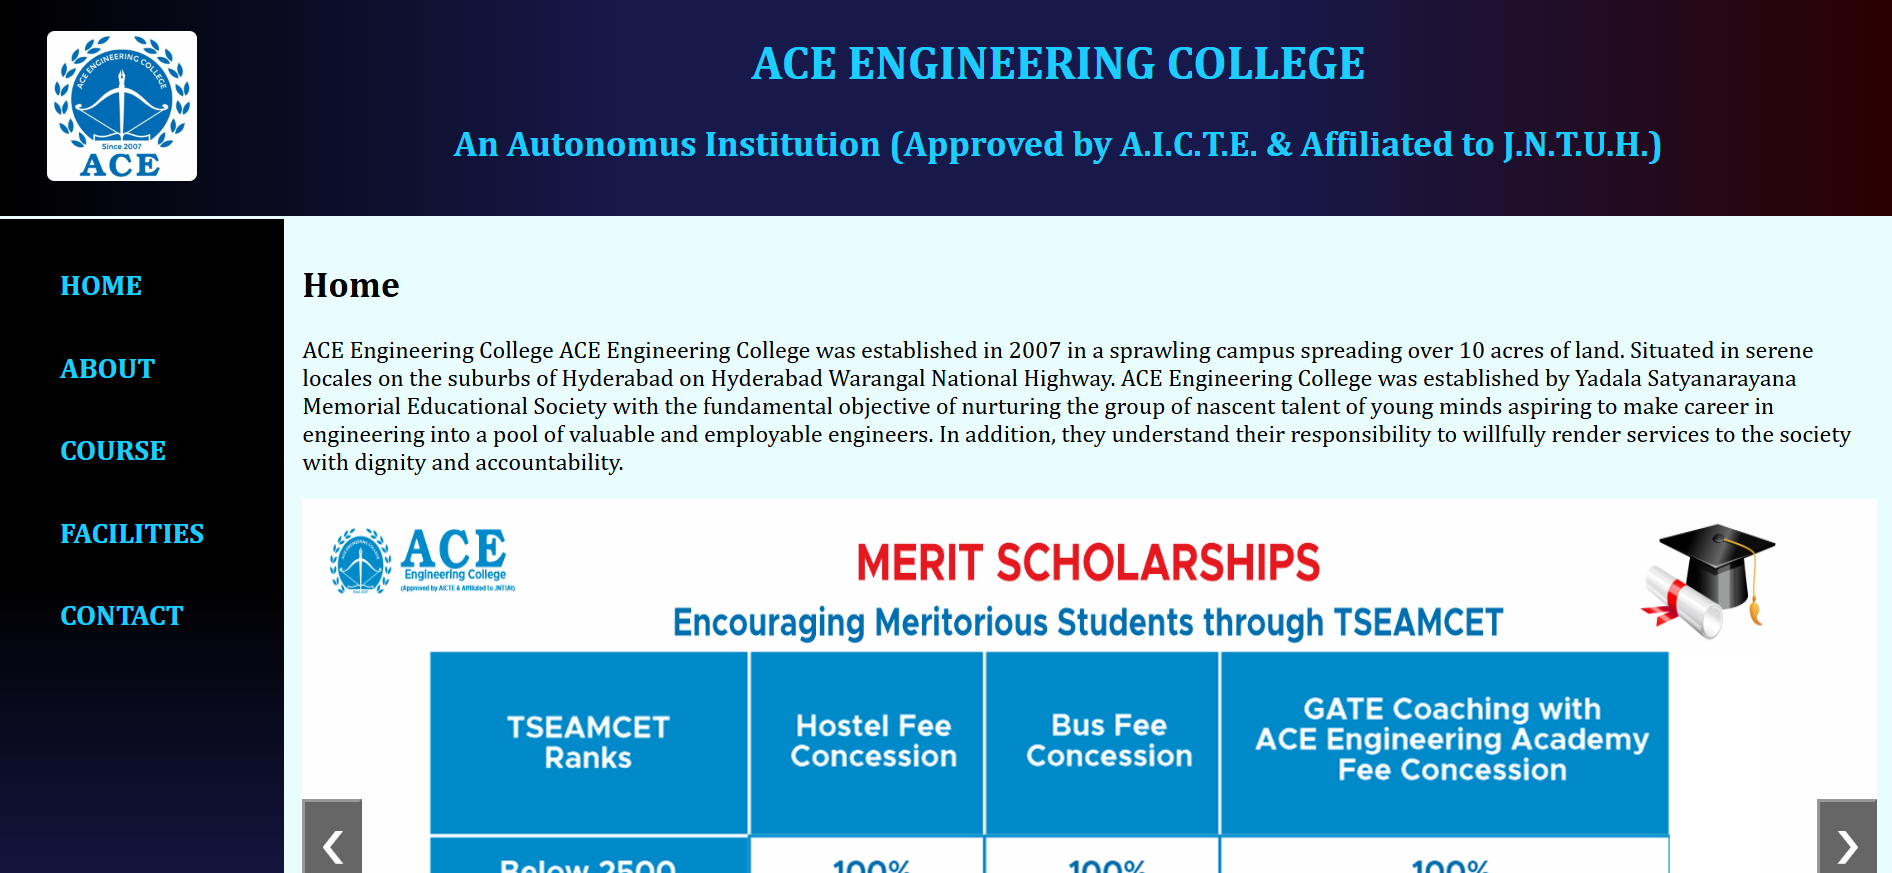 ACE ENGINEERING COLLEGE
Since 2007
ACE
ACE ENGINEERING COLLEGE
An Autonomus Institution (Approved by A.I.C.T.E. & Affiliated to J.N.T.U.H.)
HOME
ABOUT
COURSE
FACILITIES
CONTACT
Home
ACE Engineering College ACE Engineering College was established in 2007 in a sprawling campus spreading over 10 acres of land. Situated in serene
locales on the suburbs of Hyderabad on Hyderabad Warangal National Highway. ACE Engineering College was established by Yadala Satyanarayana
Memorial Educational Society with the fundamental objective of nurturing the group of nascent talent of young minds aspiring to make career in
engineering into a pool of valuable and employable engineers. In addition, they understand their responsibility to willfully render services to the society
with dignity and accountability.
ACE
Engineering College
(Approved by AICTE & Affiliated to JNTUH)
MERIT SCHOLARSHIPS
Encouraging Meritorious Students through TSEAMCET
TSEAMCET
Ranks
Hostel Fee
Concession
Bus Fee
Concession
GATE Coaching with
ACE Engineering Academy
Fee Concession
Below 2500
100%
100%
100%
❮
❯